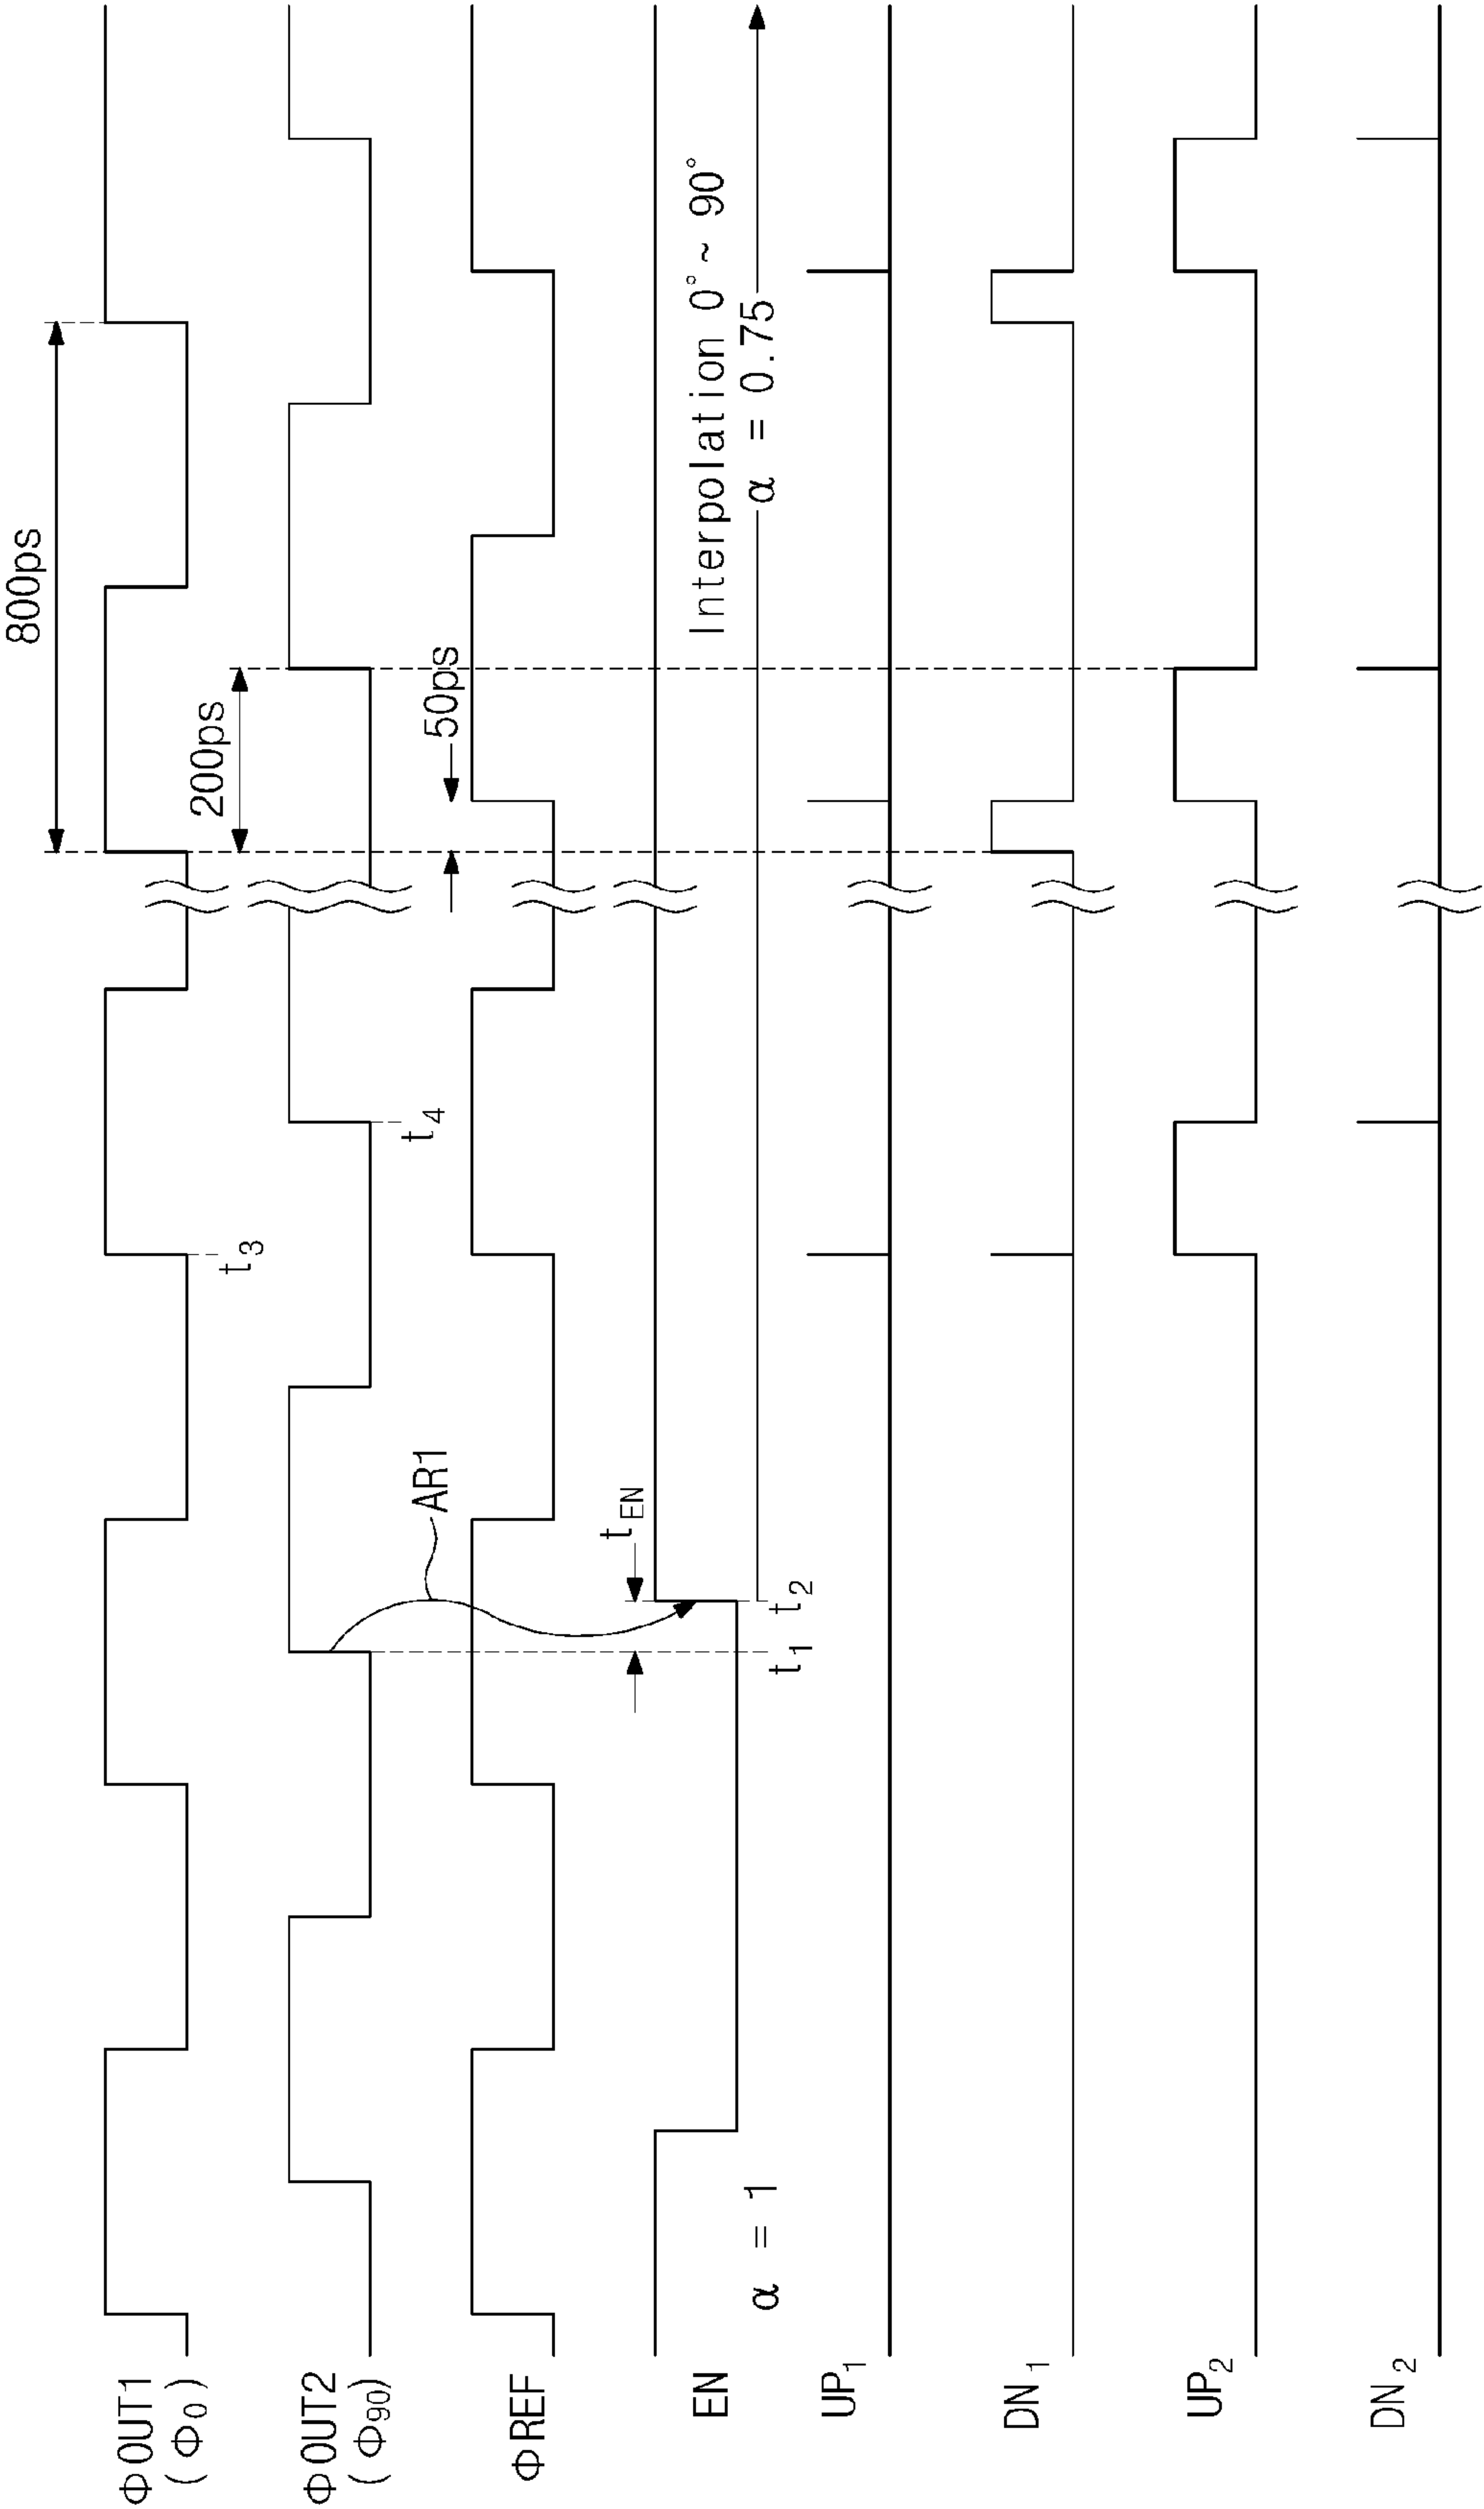 800ps
200ps
50ps
ΦOUT1
(Φ0)
t3
ΦOUT2
(Φ90)
t4
ΦREF
AR1
tEN
EN
t1
t2
α = 1
Interpolation 0°~ 90°
α = 0.75
UP1
DN1
UP2
DN2